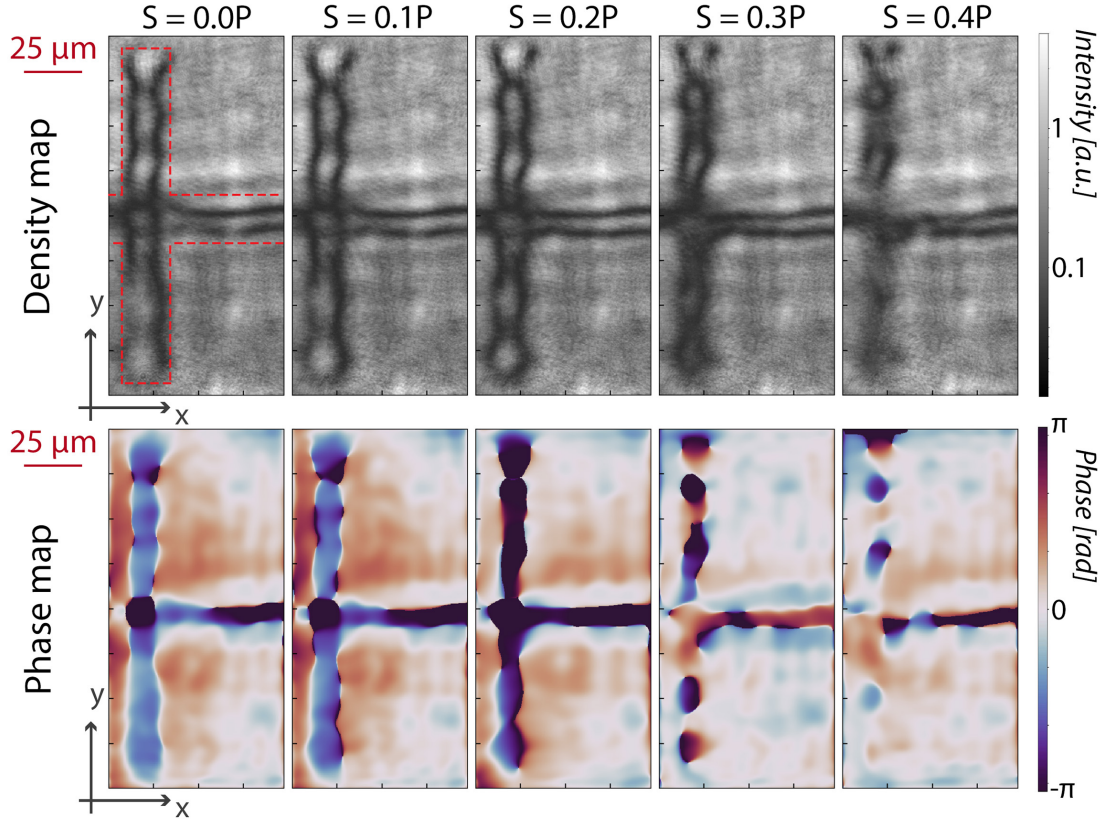 S = 0.0P S = 0.1P S = 0.2P S = 0.3P S = 0.4P
25 µm
Density map
y
x
1
0.1
Intensity [a.u.]
25 µm
Phase map
y
x
π
0
-π
Phase [rad]